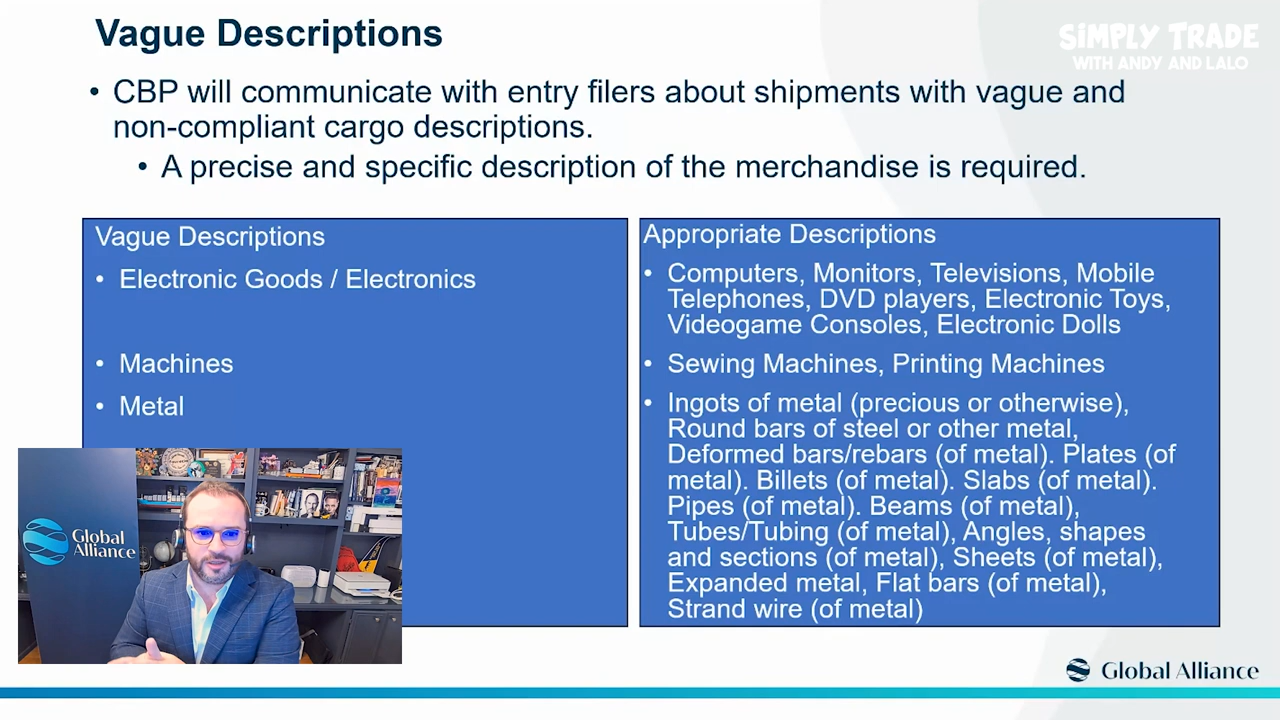 Vague Descriptions
SIMPLY TRADE
WITH ANDY AND LALO
• CBP will communicate with entry filers about shipments with vague and
non-compliant cargo descriptions.
• A precise and specific description of the merchandise is required.
Vague Descriptions
• Electronic Goods / Electronics
• Machines
• Metal
Appropriate Descriptions
• Computers, Monitors, Televisions, Mobile
Telephones, DVD players, Electronic Toys,
Videogame Consoles, Electronic Dolls
• Sewing Machines, Printing Machines
• Ingots of metal (precious or otherwise),
Round bars of steel or other metal,
Deformed bars/rebars (of metal). Plates (of
metal). Billets (of metal). Slabs (of metal).
Pipes (of metal). Beams (of metal),
Tubes/Tubing (of metal), Angles, shapes
and sections (of metal), Sheets (of metal),
Expanded metal, Flat bars (of metal),
Strand wire (of metal)
Global
Alliance
Global Alliance